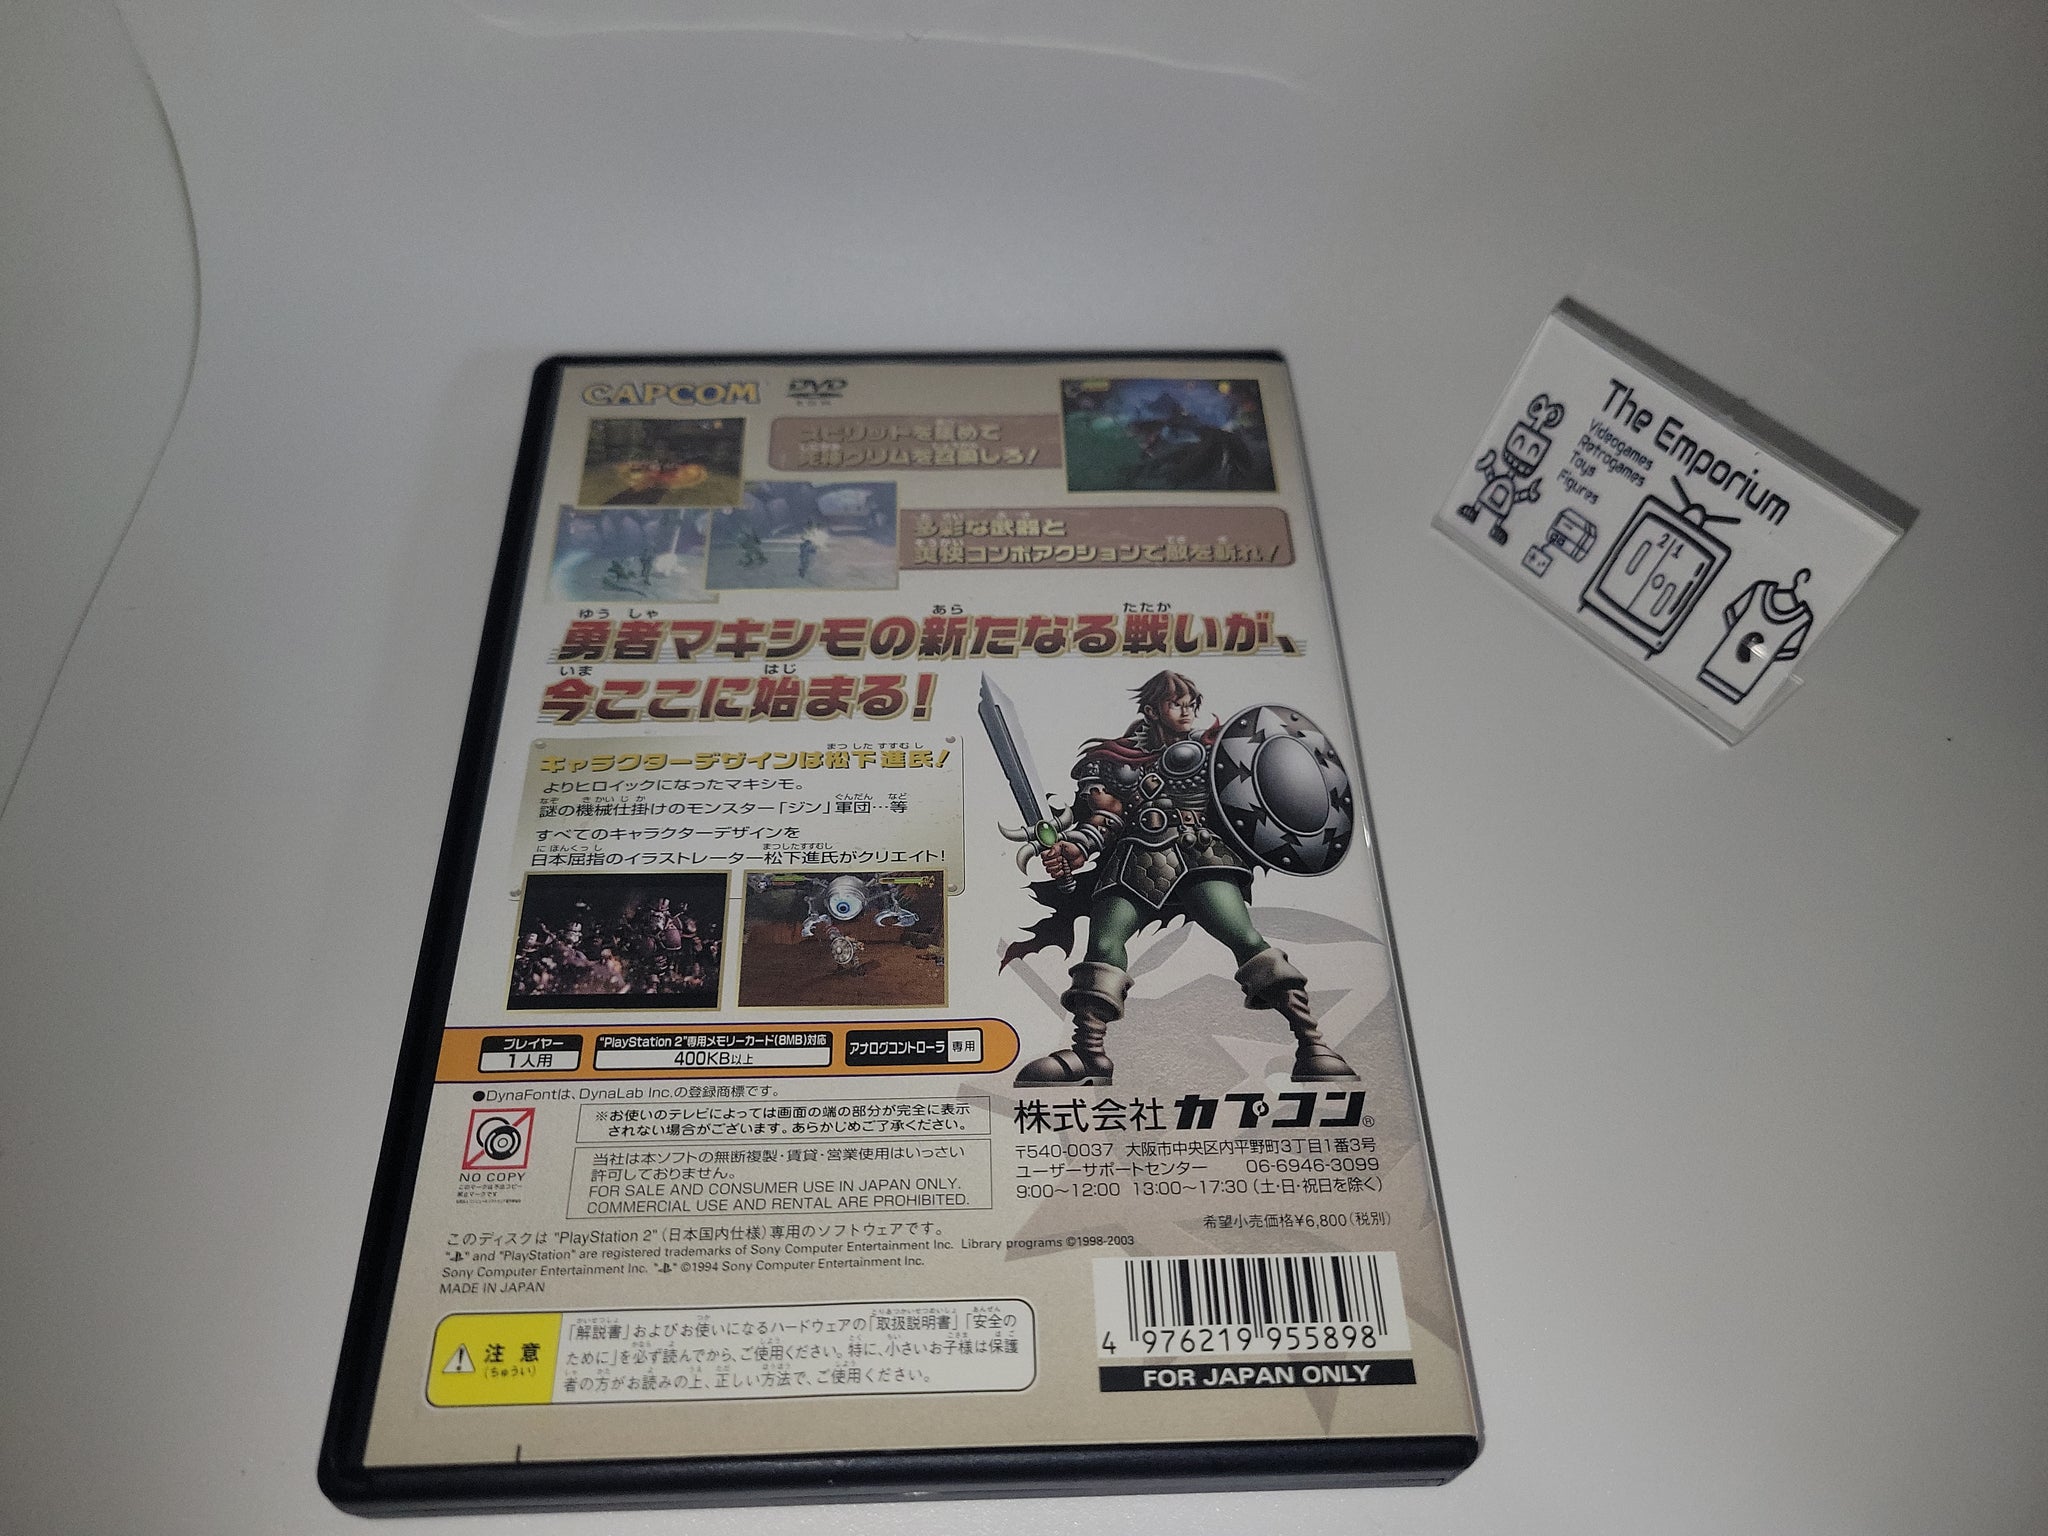 CAPCOM
DVD
スピリットを集めて
死神グリムを召喚しろ!
多彩な武器と
爽快コンボアクションで敵を斬れ!
勇者マキシモの新たなる戦いが、
今ここに始まる!
キャラクターデザインは松下進氏!
よりヒロイックになったマキシモ。
謎の機械仕掛けのモンスター「ジン」軍団…等
すべてのキャラクターデザインを
日本屈指のイラストレーター松下進氏がクリエイト!
プレイヤー
1人用
"PlayStation 2"専用メモリーカード(8MB)対応
400KB以上
アナログコントローラ 専用
●DynaFontは、DynaLab Inc.の登録商標です。
NO COPY
※お使いのテレビによっては画面の端の部分が完全に表示
されない場合がございます。あらかじめご了承ください。
当社は本ソフトの無断複製・賃貸・営業使用はいっさい
許可しておりません。
FOR SALE AND CONSUMER USE IN JAPAN ONLY.
COMMERCIAL USE AND RENTAL ARE PROHIBITED.
株式会社カプコン®
〒540-0037 大阪市中央区内平野町3丁目1番3号
ユーザーサポートセンター 06-6946-3099
9:00〜12:00 13:00〜17:30(土・日・祝日を除く)
希望小売価格¥6,800(税別)
このディスクは "PlayStation 2"(日本国内仕様)専用のソフトウェアです。
" " and "PlayStation" are registered trademarks of Sony Computer Entertainment Inc. Library programs ©1998-2003
Sony Computer Entertainment Inc. " " ©1994 Sony Computer Entertainment Inc.
MADE IN JAPAN
注意
(ちゅうい)
「解説書」およびお使いになるハードウェアの「取扱説明書」「安全の
ために」を必ず読んでから、ご使用ください。特に、小さいお子様は保護
者の方がお読みの上、正しい方法で、ご使用ください。
4 976219 955898
FOR JAPAN ONLY
The Emporium
Videogames
Retrogames
Toys
Figures